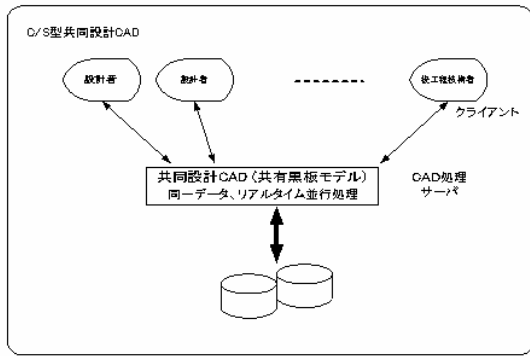 C/S型共同設計CAD
設計者
設計者
後工程技術者
クライアント
共同設計CAD(共有黒板モデル)
同一データ、リアルタイム並行処理
CAD処理
サーバ